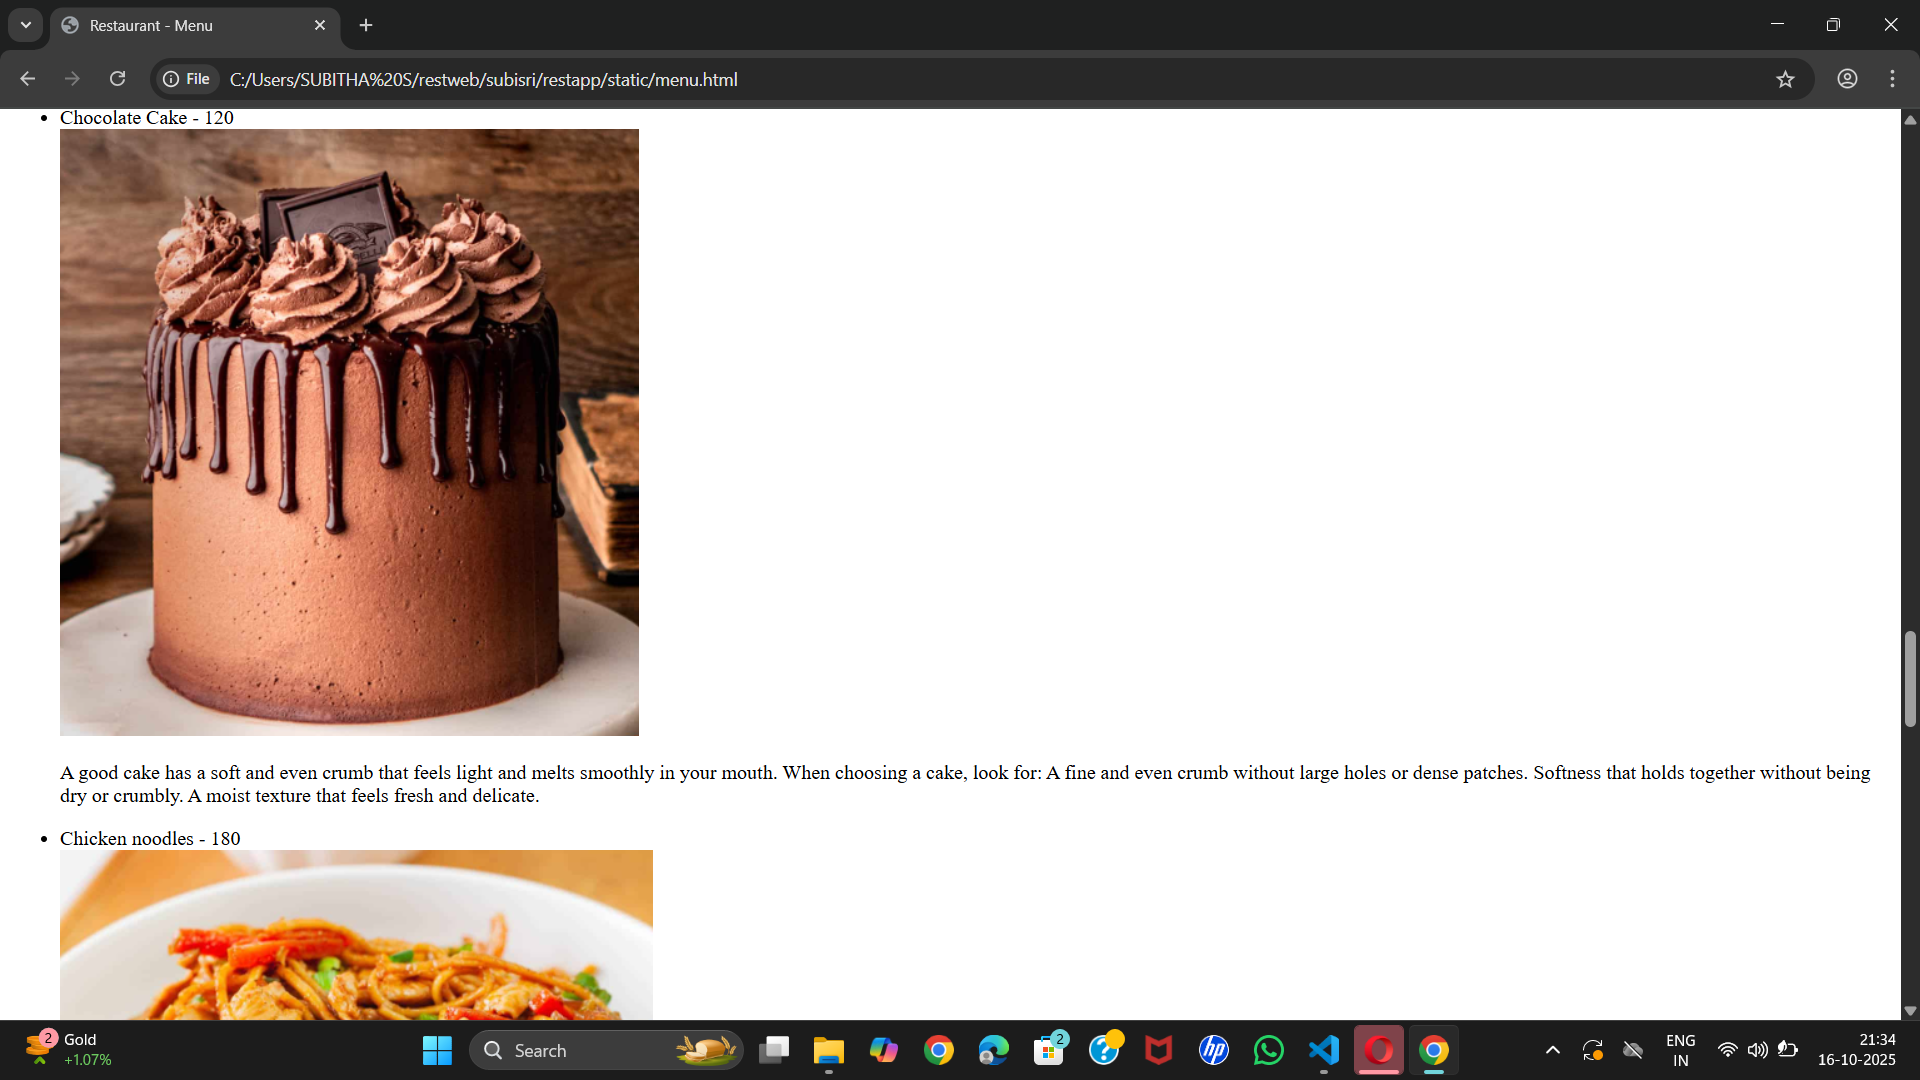 Restaurant - Menu
File
C:/Users/SUBITHA%20S/restweb/subisri/restapp/static/menu.html
Chocolate Cake - 120
A good cake has a soft and even crumb that feels light and melts smoothly in your mouth. When choosing a cake, look for: A fine and even crumb without large holes or dense patches. Softness that holds together without being
dry or crumbly. A moist texture that feels fresh and delicate.
Chicken noodles - 180
2
Gold
+1.07%
Search
2
?
hp
ENG
IN
21:34
16-10-2025